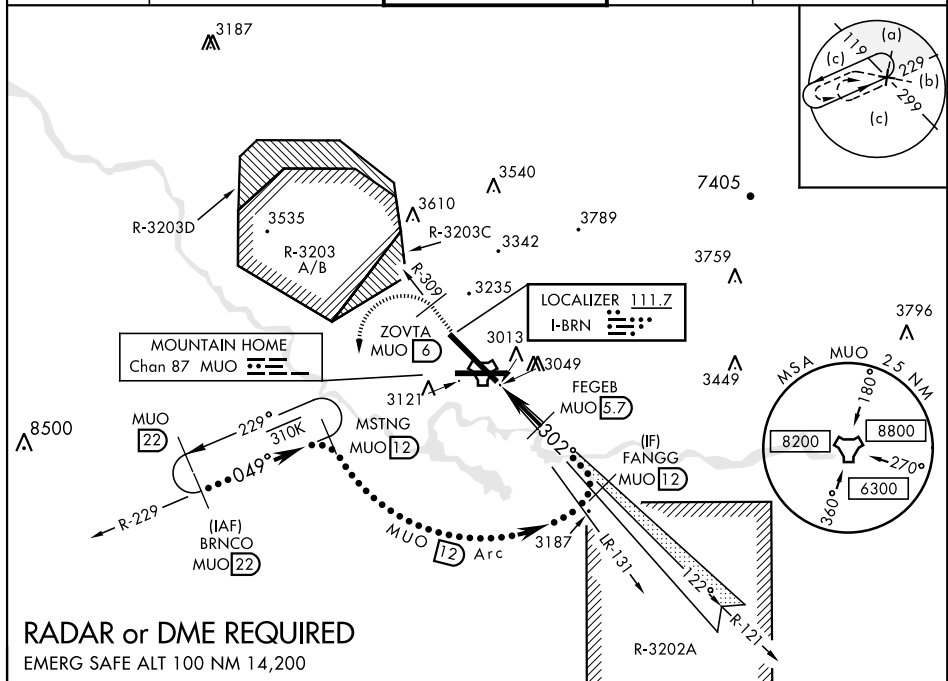 3187
(a)
119
(c)
229
(b)
299
(c)
3540
7405
3610
3789
R-3203D
3535
R-3203C
3342
R-3203
A/B
3759
R-309
3235
LOCALIZER 111.7
I-BRN
3796
ZOVTA
MUO 6
3013
MOUNTAIN HOME
Chan 87 MUO
3049
3449
MSA MUO 25 NM
FEGEB
MUO 5.7
180°
3121
MUO
22
229°
310K
MSTNG
MUO 12
8500
302°
(IF)
FANGG
MUO 12
8200
8800
049°
270°
6300
360°
R-229
(IAF)
BRNCO
MUO 22
MUO 12 Arc
3187
LR-131
122°
R-121
RADAR or DME REQUIRED
R-3202A
EMERG SAFE ALT 100 NM 14,200